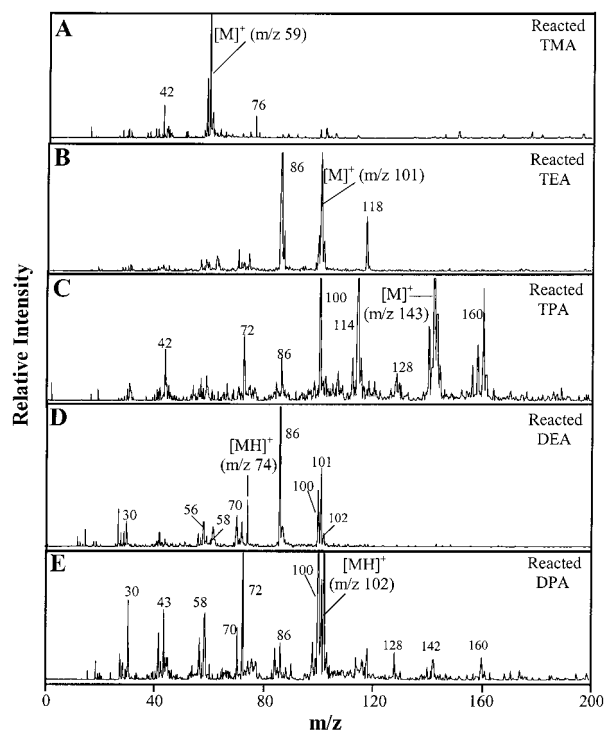 A
[M]+ (m/z 59)
Reacted
TMA
42
76
B
Reacted
TEA
86
[M]+ (m/z 101)
118
C
Reacted
TPA
100
[M]+
(m/z 143)
114
160
72
42
86
128
D
Reacted
DEA
86
[MH]+
(m/z 74)
101
100
102
30
56
58
70
E
Reacted
DPA
100
[MH]+
(m/z 102)
72
30
43
58
70
86
128
142
160
0
40
80
120
160
200
m/z
Relative Intensity